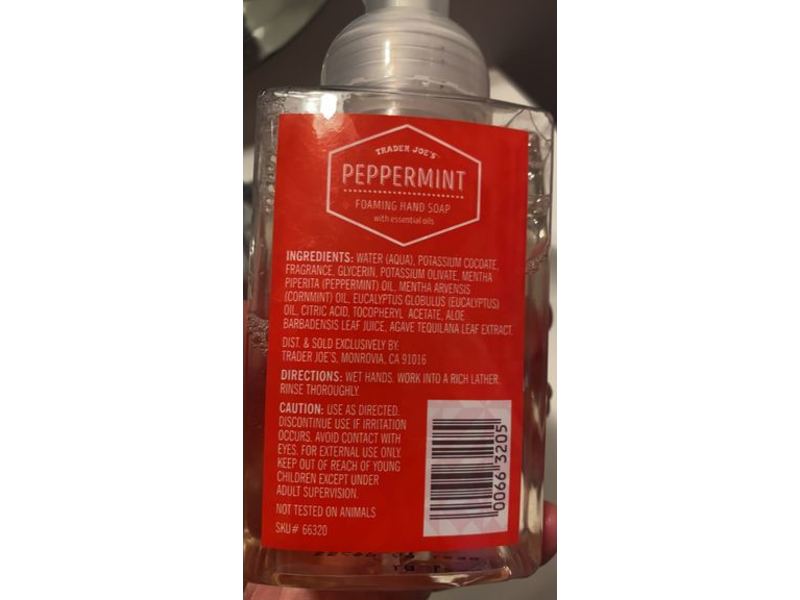 TRADER JOE'S
PEPPERMINT
FOAMING HAND SOAP
with essential oils
INGREDIENTS: WATER (AQUA), POTASSIUM COCOATE,
FRAGRANCE, GLYCERIN, POTASSIUM OLIVATE, MENTHA
PIPERITA (PEPPERMINT) OIL, MENTHA ARVENSIS
(CORNMINT) OIL, EUCALYPTUS GLOBULUS (EUCALYPTUS)
OIL, CITRIC ACID, TOCOPHERYL ACETATE, ALOE
BARBADENSIS LEAF JUICE, AGAVE TEQUILANA LEAF EXTRACT.
DIST. & SOLD EXCLUSIVELY BY:
TRADER JOE'S, MONROVIA, CA 91016
DIRECTIONS: WET HANDS. WORK INTO A RICH LATHER.
RINSE THOROUGHLY.
CAUTION: USE AS DIRECTED.
DISCONTINUE USE IF IRRITATION
OCCURS. AVOID CONTACT WITH
EYES. FOR EXTERNAL USE ONLY.
KEEP OUT OF REACH OF YOUNG
CHILDREN EXCEPT UNDER
ADULT SUPERVISION.
NOT TESTED ON ANIMALS
SKU# 66320
0066 3205